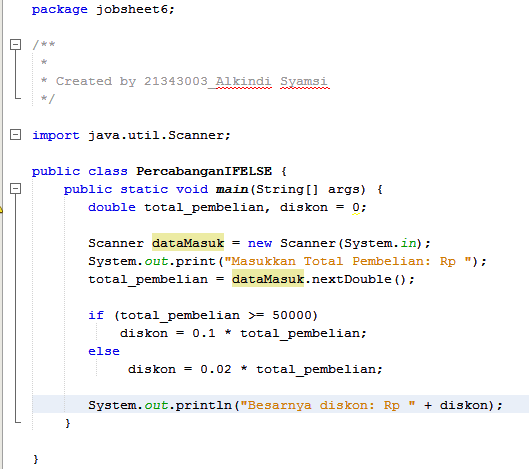 package jobsheet6;
/**
 *
 * Created by 21343003_Alkindi Syamsi
 */
import java.util.Scanner;
public class PercabanganIFELSE {
    public static void main(String[] args) {
       double total_pembelian, diskon = 0;
       Scanner dataMasuk = new Scanner(System.in);
       System.out.print("Masukkan Total Pembelian: Rp ");
       total_pembelian = dataMasuk.nextDouble();
       if (total_pembelian >= 50000)
           diskon = 0.1 * total_pembelian;
       else
            diskon = 0.02 * total_pembelian;
       System.out.println("Besarnya diskon: Rp " + diskon);
    }
}